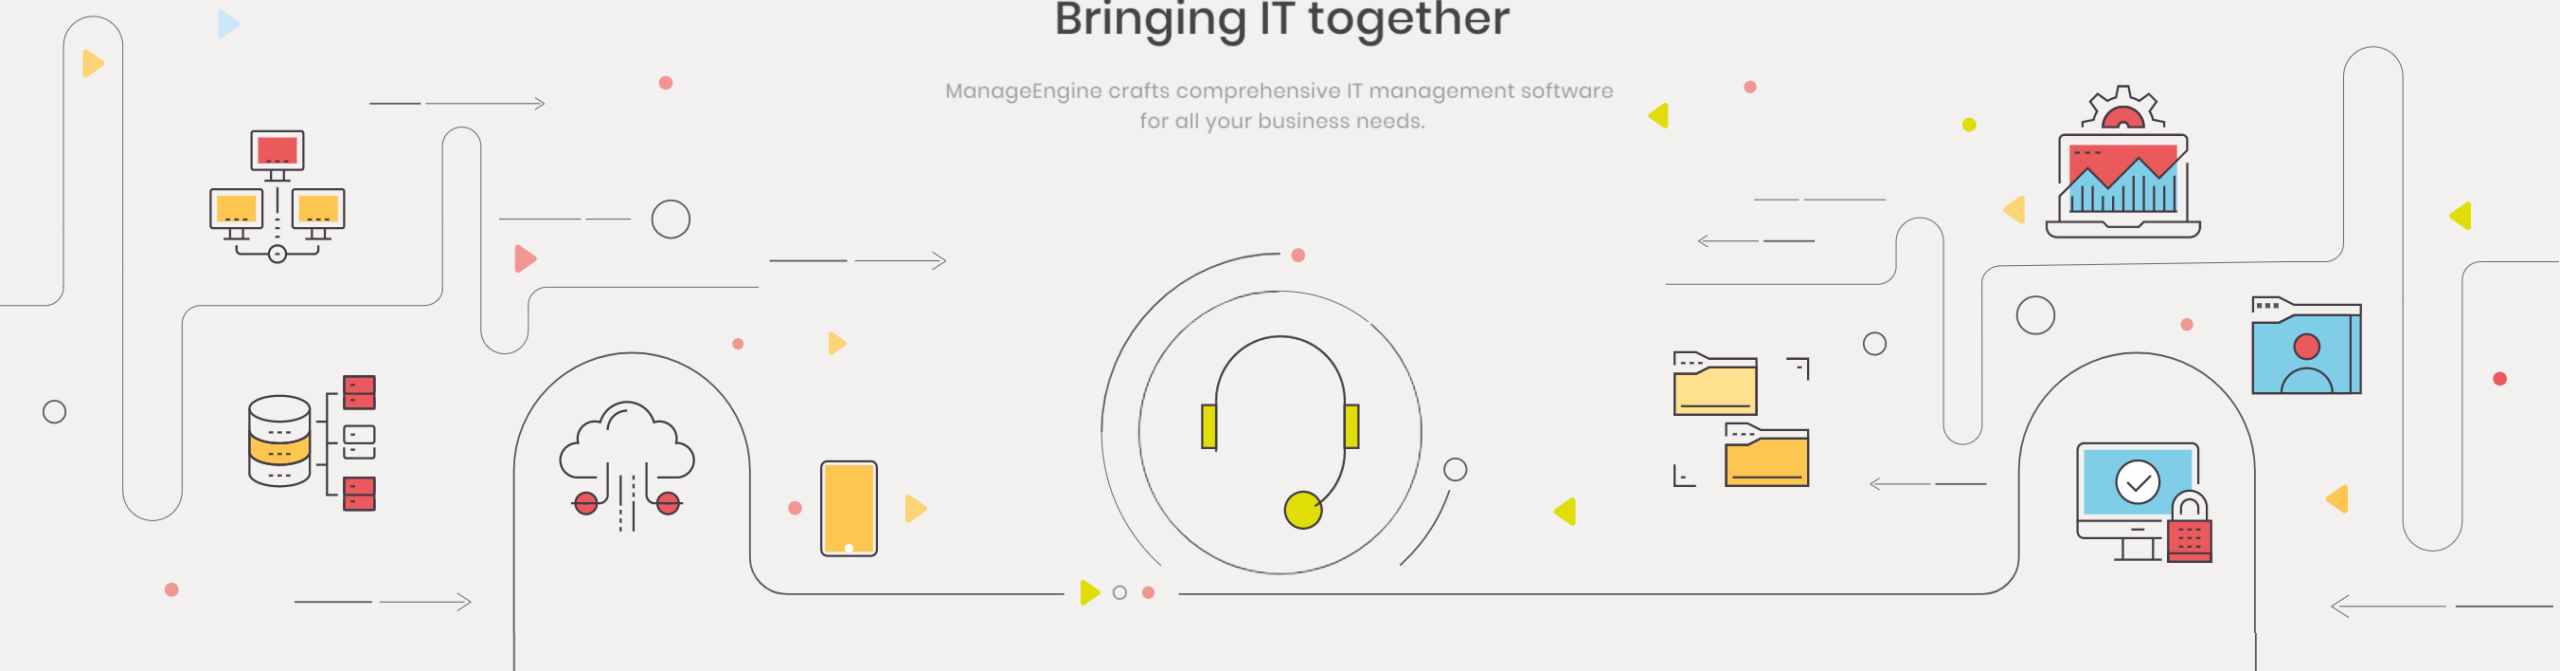 Bringing IT together
ManageEngine crafts comprehensive IT management software
for all your business needs.